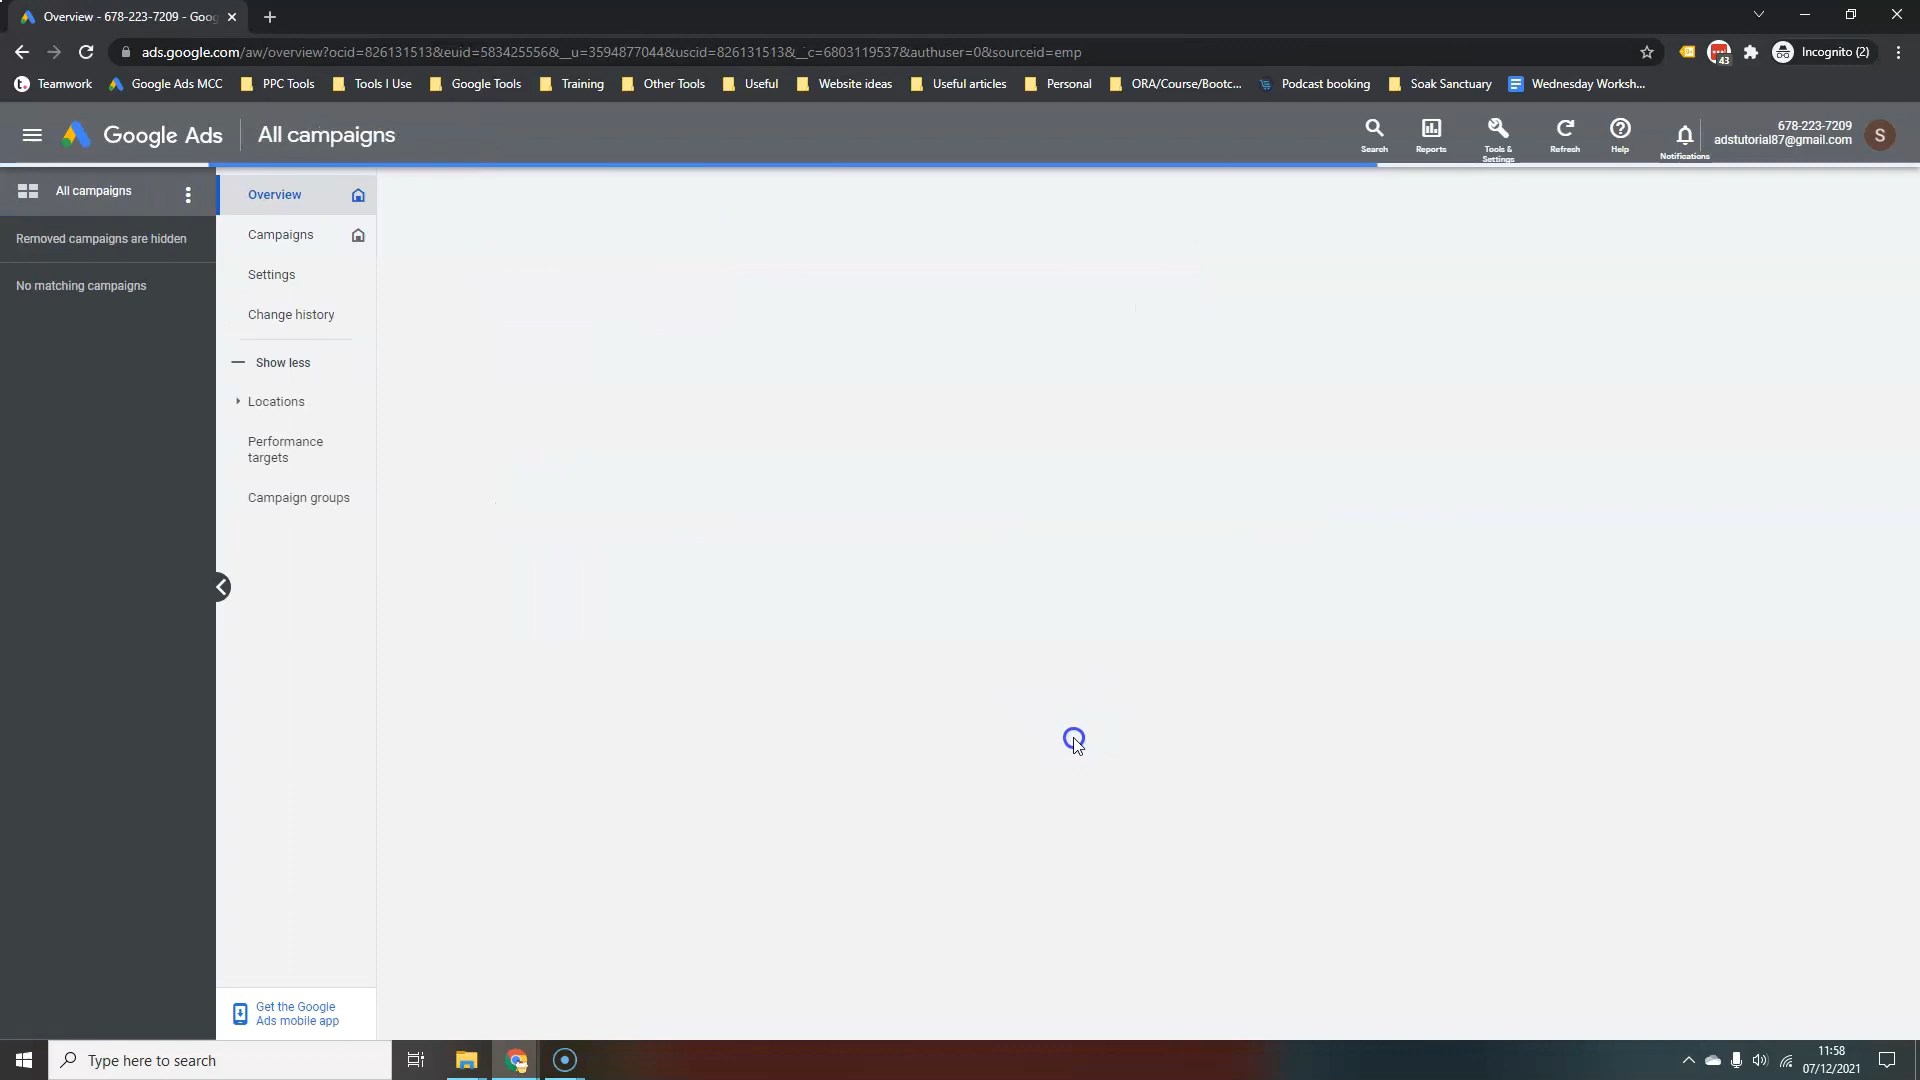 Overview - 678-223-7209 - Goog
ads.google.com/aw/overview?ocid=826131513&euid=583425556&__u=3594877044&uscid=826131513&__c=6803119537&authuser=0&sourceid=emp
43
Incognito (2)
Teamwork
Google Ads MCC
PPC Tools
Tools I Use
Google Tools
Training
Other Tools
Useful
Website ideas
Useful articles
Personal
ORA/Course/Bootc...
Podcast booking
Soak Sanctuary
Wednesday Worksh...
Google Ads
All campaigns
Search
Reports
Tools &
Settings
Refresh
Help
Notifications
678-223-7209
adstutorial87@gmail.com
S
All campaigns
Removed campaigns are hidden
No matching campaigns
Overview
Campaigns
Settings
Change history
Show less
Locations
Performance
targets
Campaign groups
Get the Google
Ads mobile app
Type here to search
11:58
07/12/2021